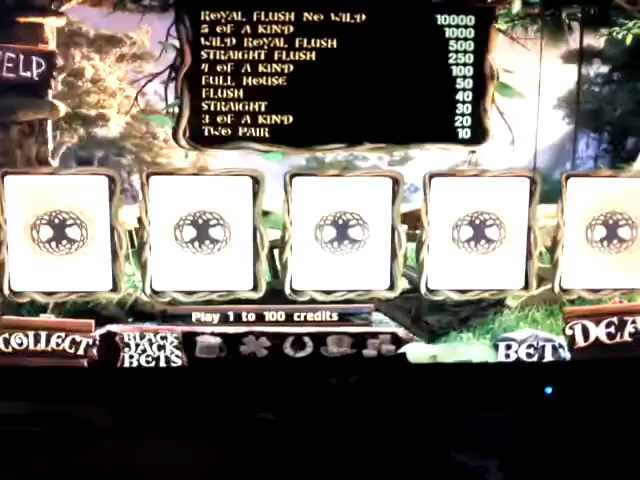 ROYAL FLUSH NO WILD 10000
5 OF A KIND 1000
WILD ROYAL FLUSH 500
STRAIGHT FLUSH 250
4 OF A KIND 100
FULL HOUSE 50
FLUSH 40
STRAIGHT 30
3 OF A KIND 20
TWO PAIR 10
ELP
Play 1 to 100 credits
COLLECT
BLACK
JACK
BETS
BET
DEA